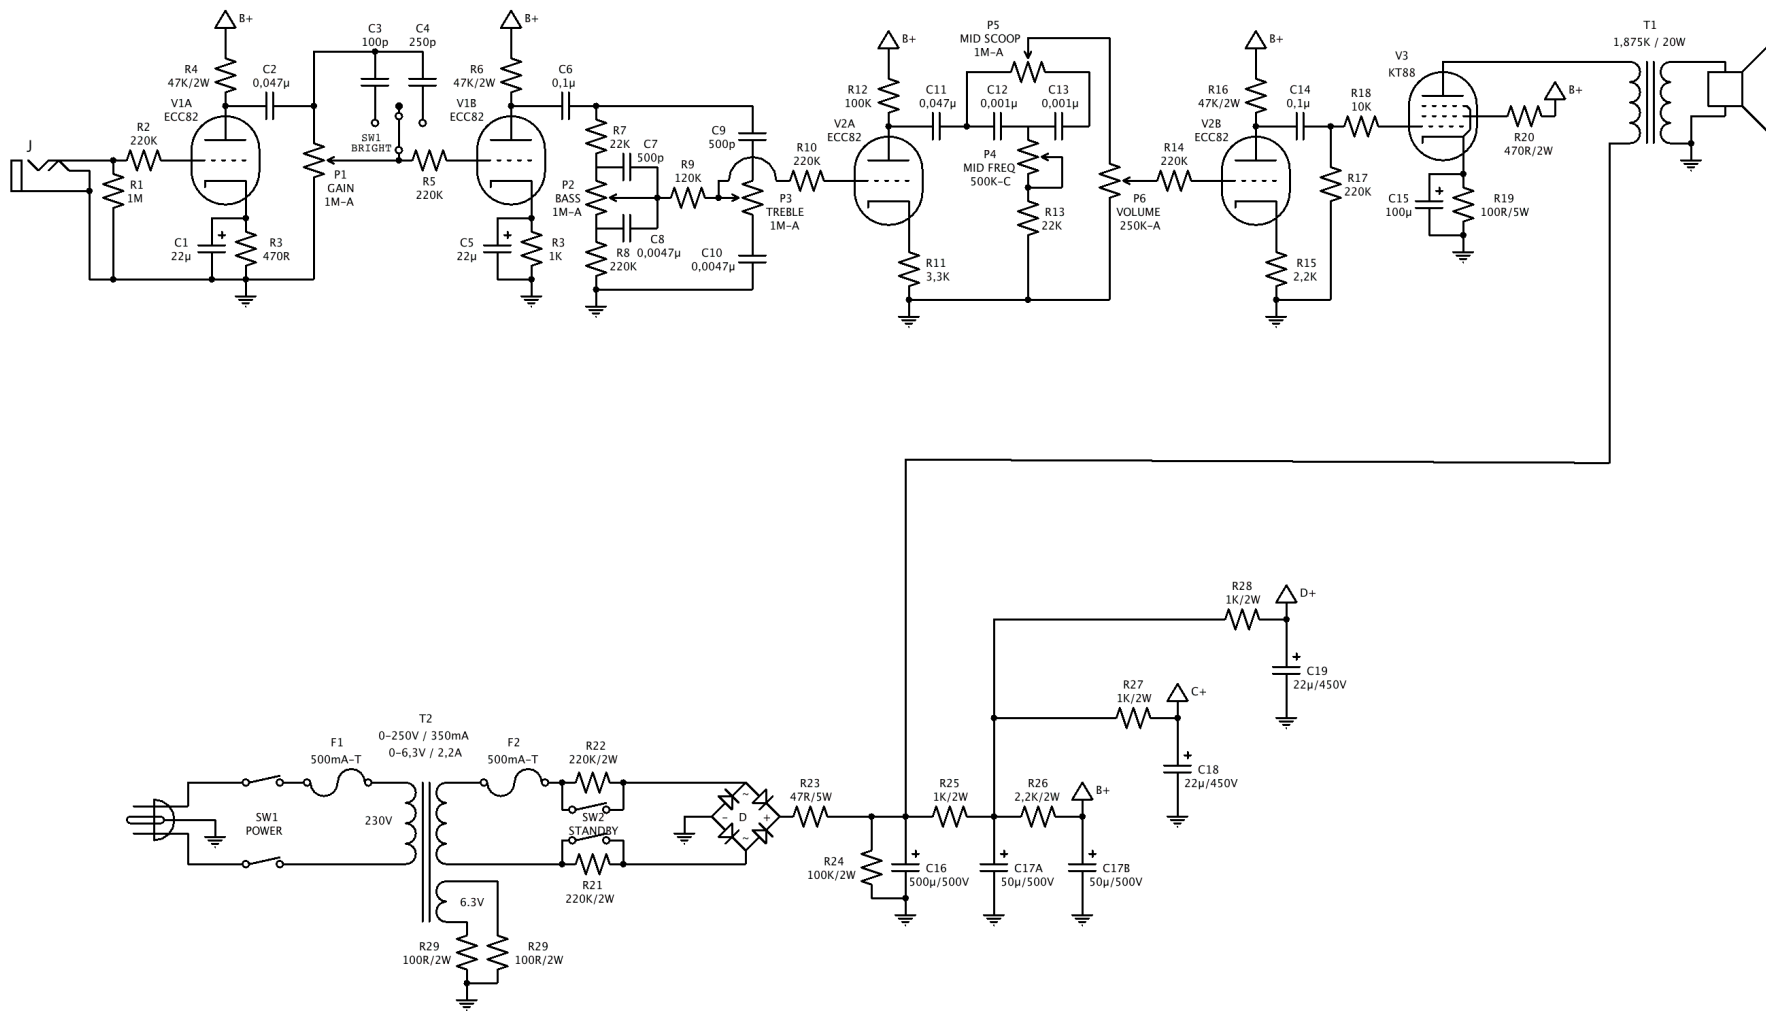 J
R1
1M
R2
220K
R4
47K/2W
B+
V1A
ECC82
C1
22µ
+
R3
470R
C2
0,047µ
C3
100p
C4
250p
SW1
BRIGHT
P1
GAIN
1M-A
R5
220K
B+
R6
47K/2W
V1B
ECC82
C5
22µ
+
R3
1K
C6
0,1µ
R7
22K
C7
500p
P2
BASS
1M-A
R8
220K
C8
0,0047µ
R9
120K
C9
500p
P3
TREBLE
1M-A
C10
0,0047µ
R10
220K
B+
R12
100K
V2A
ECC82
R11
3,3K
C11
0,047µ
P5
MID SCOOP
1M-A
C12
0,001µ
C13
0,001µ
P4
MID FREQ
500K-C
R13
22K
P6
VOLUME
250K-A
R14
220K
B+
R16
47K/2W
V2B
ECC82
R15
2,2K
C14
0,1µ
R17
220K
R18
10K
V3
KT88
C15
100µ
+
R19
100R/5W
R20
470R/2W
B+
T1
1,875K / 20W
R28
1K/2W
D+
+
C19
22µ/450V
R27
1K/2W
C+
+
C18
22µ/450V
SW1
POWER
F1
500mA-T
T2
0-250V / 350mA
0-6,3V / 2,2A
230V
6.3V
F2
500mA-T
R22
220K/2W
SW2
STANDBY
R21
220K/2W
R29
100R/2W
R29
100R/2W
~
- D +
~
R23
47R/5W
R24
100K/2W
+
C16
500µ/500V
R25
1K/2W
+
C17A
50µ/500V
R26
2,2K/2W
B+
+
C17B
50µ/500V